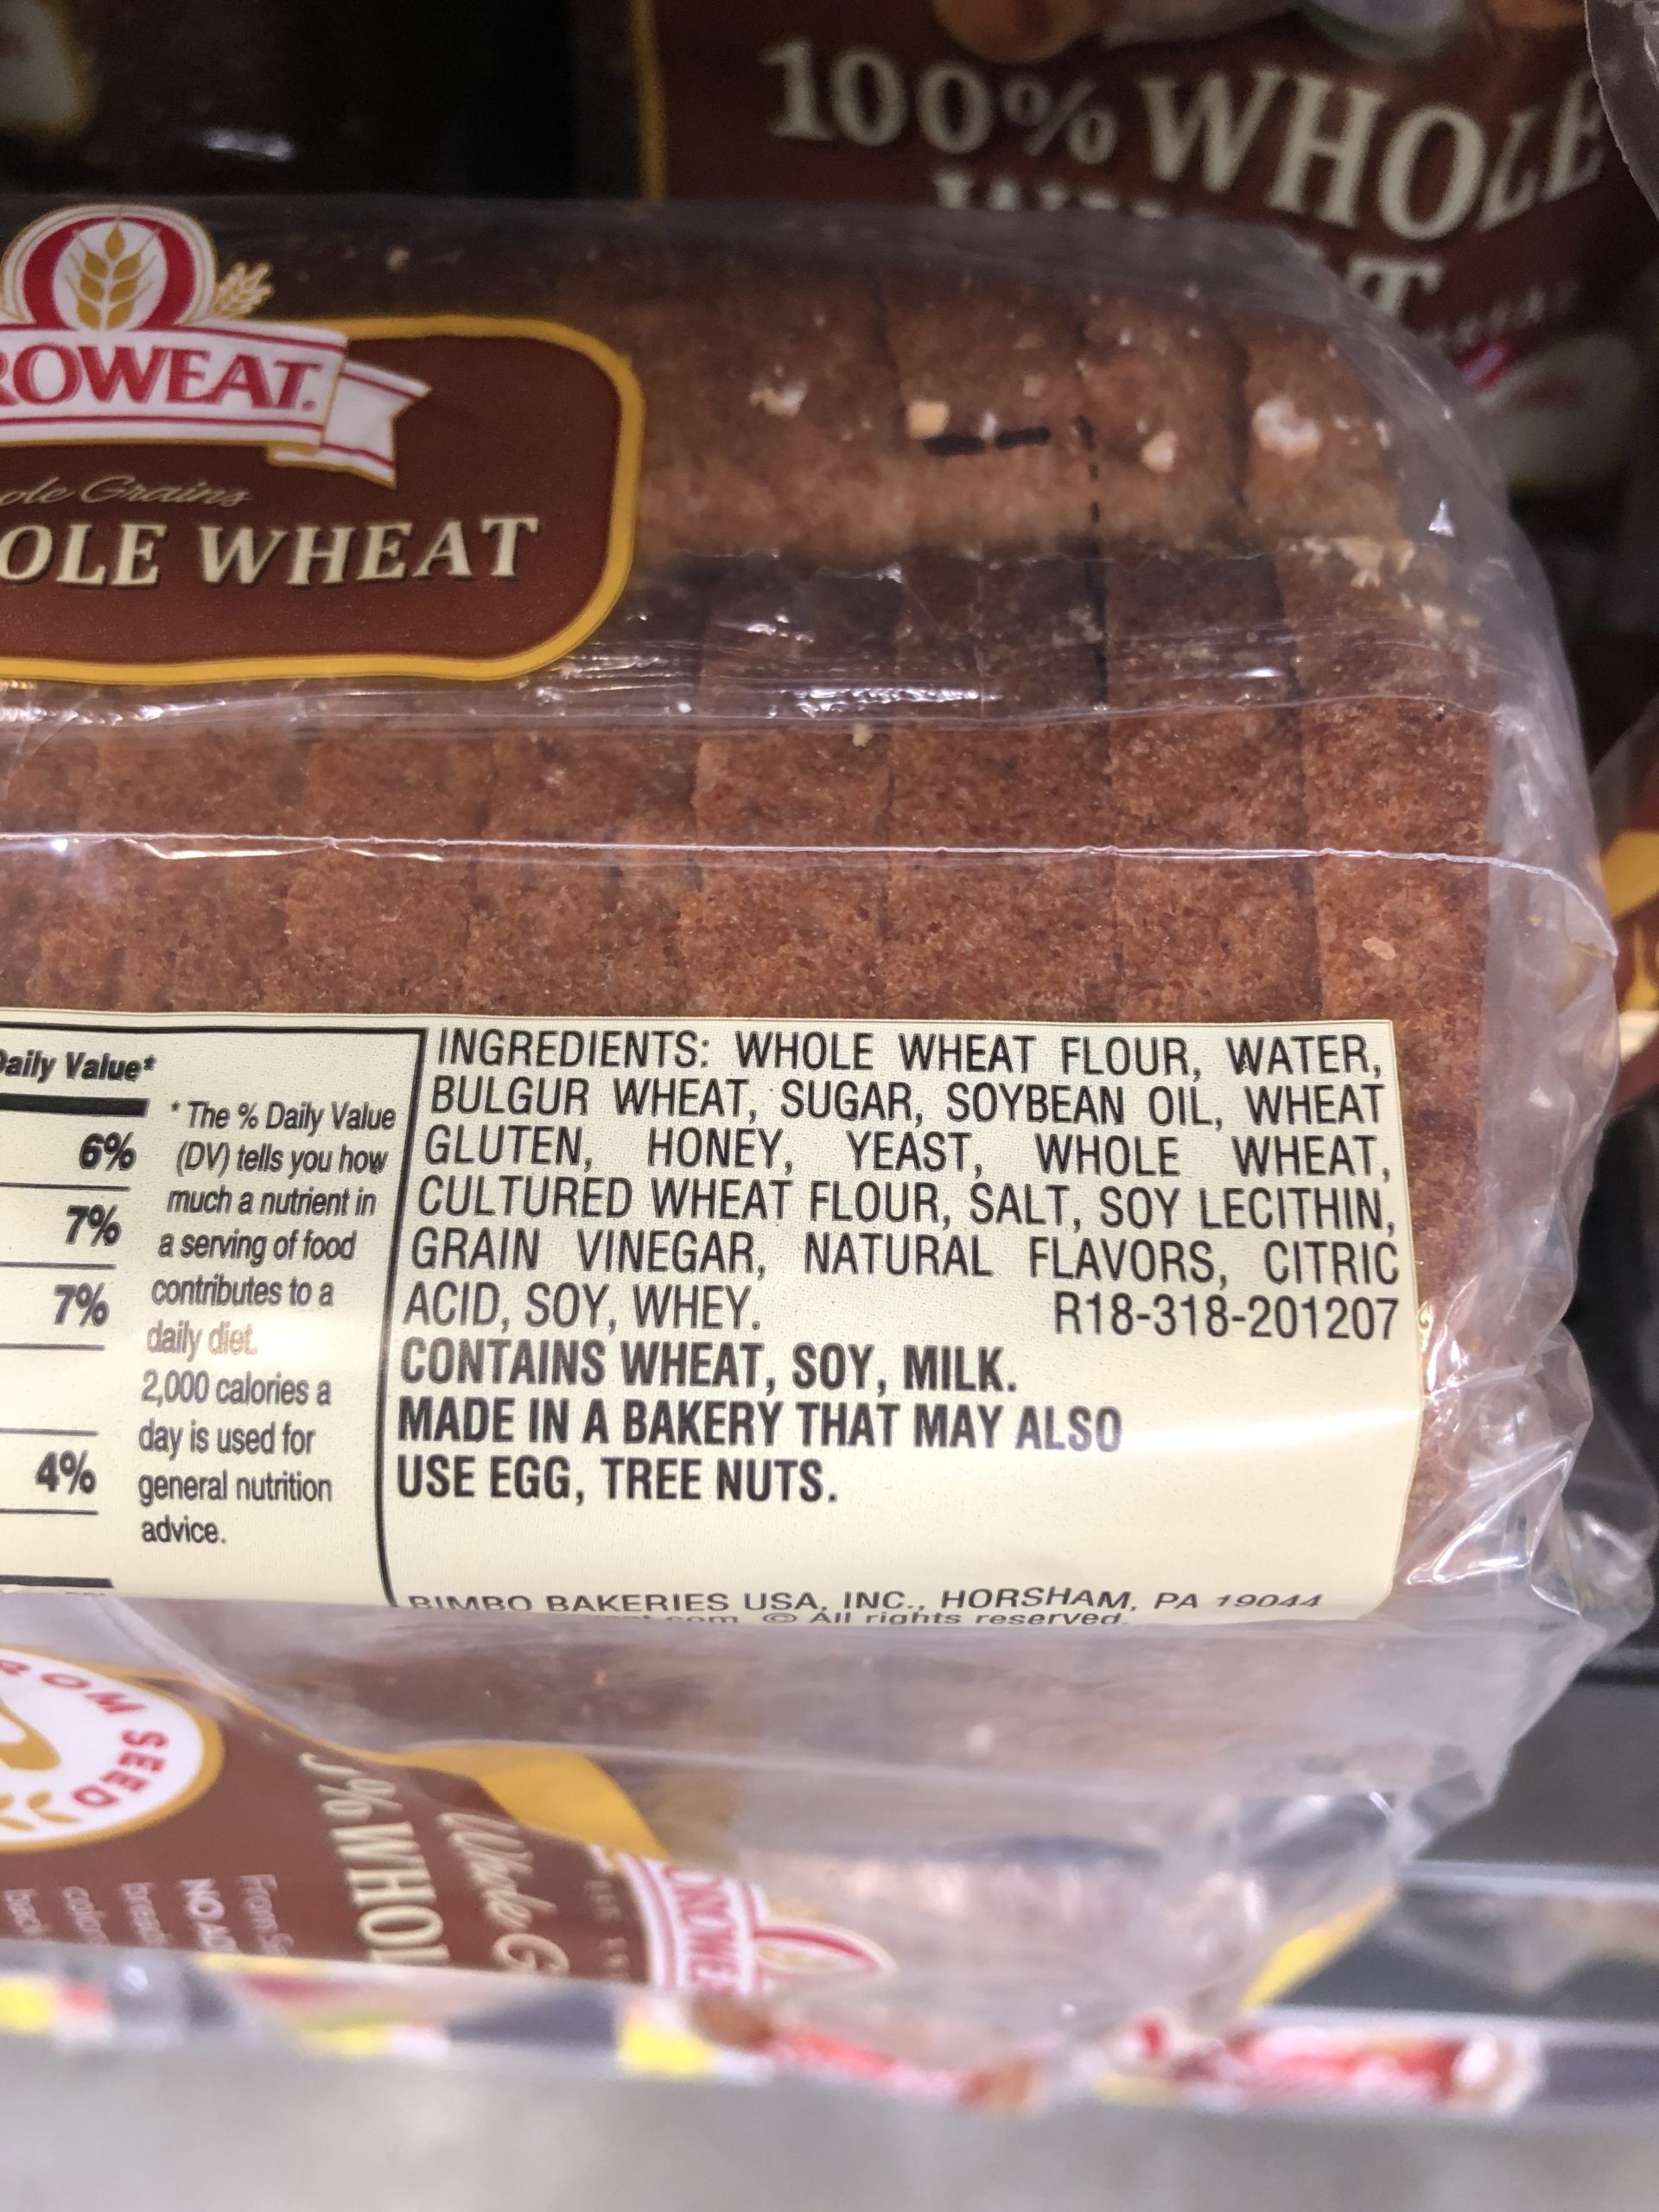 100% WHOLE
ROWEAT.
ole Grains
OLE WHEAT
Daily Value*
6%
7%
7%
4%
* The % Daily Value
(DV) tells you how
much a nutrient in
a serving of food
contributes to a
daily diet.
2,000 calories a
day is used for
general nutrition
advice.
INGREDIENTS: WHOLE WHEAT FLOUR, WATER,
BULGUR WHEAT, SUGAR, SOYBEAN OIL, WHEAT
GLUTEN, HONEY, YEAST, WHOLE WHEAT,
CULTURED WHEAT FLOUR, SALT, SOY LECITHIN,
GRAIN VINEGAR, NATURAL FLAVORS, CITRIC
ACID, SOY, WHEY. R18-318-201207
CONTAINS WHEAT, SOY, MILK.
MADE IN A BAKERY THAT MAY ALSO
USE EGG, TREE NUTS.
BIMBO BAKERIES USA, INC., HORSHAM, PA 19044
.com © All rights reserved.
ROM SEED
% WHOL
Whole G
NO